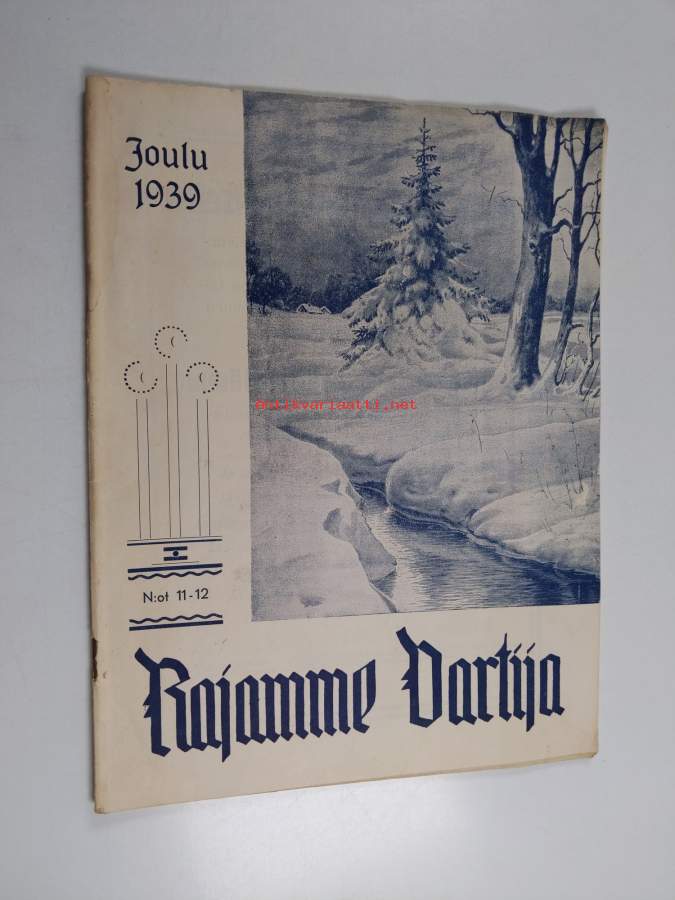 Joulu
1939
antikvariaatti.net
N:ot 11-12
Rajamme Vartija